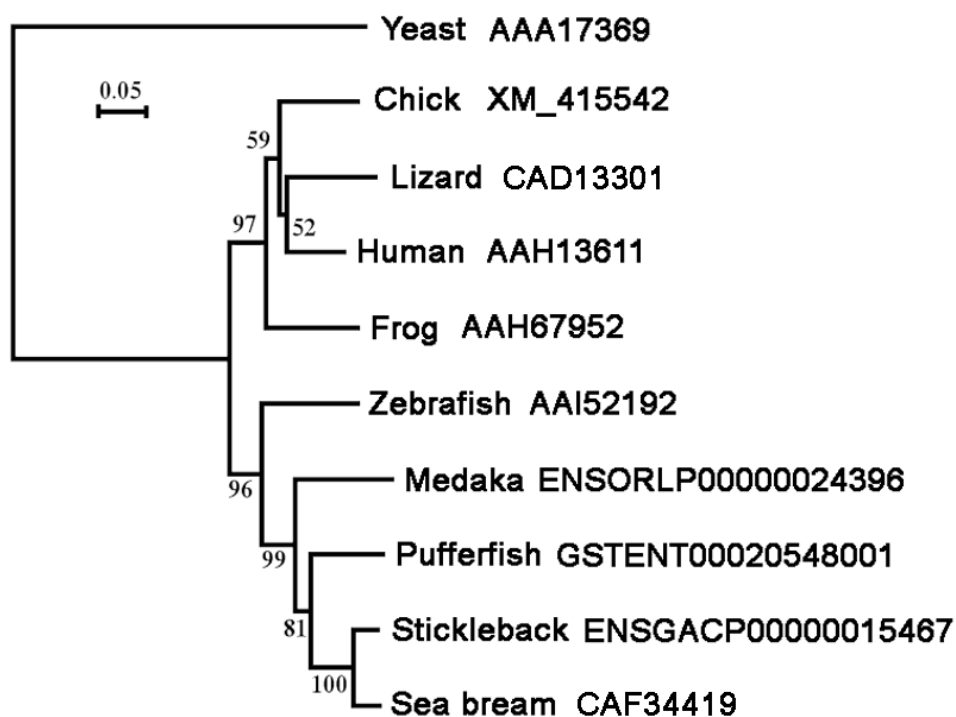 Yeast AAA17369
0.05
Chick XM_415542
59
Lizard CAD13301
97
52
Human AAH13611
Frog AAH67952
Zebrafish AAI52192
Medaka ENSORLP00000024396
96
99
Pufferfish GSTENT00020548001
81
Stickleback ENSGACP00000015467
100
Sea bream CAF34419